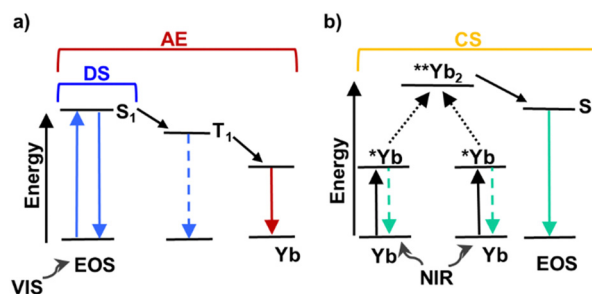 a)
AE
DS
S1
T1
Energy
EOS
Yb
VIS
b)
CS
**Yb2
S
*Yb
*Yb
Energy
Yb
Yb
EOS
NIR